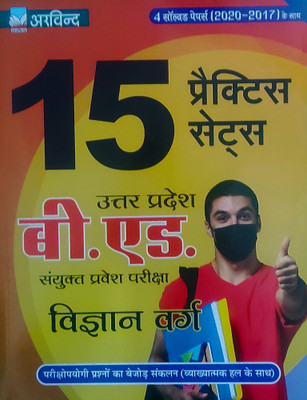 अरविन्द
4 सॉल्वड पेपर्स (2020-2017) के साथ
15 प्रैक्टिस
सेट्स
उत्तर प्रदेश
बी.एड.
संयुक्त प्रवेश परीक्षा
विज्ञान वर्ग
परीक्षोपयोगी प्रश्नों का बेजोड़ संकलन (व्याख्यात्मक हल के साथ)